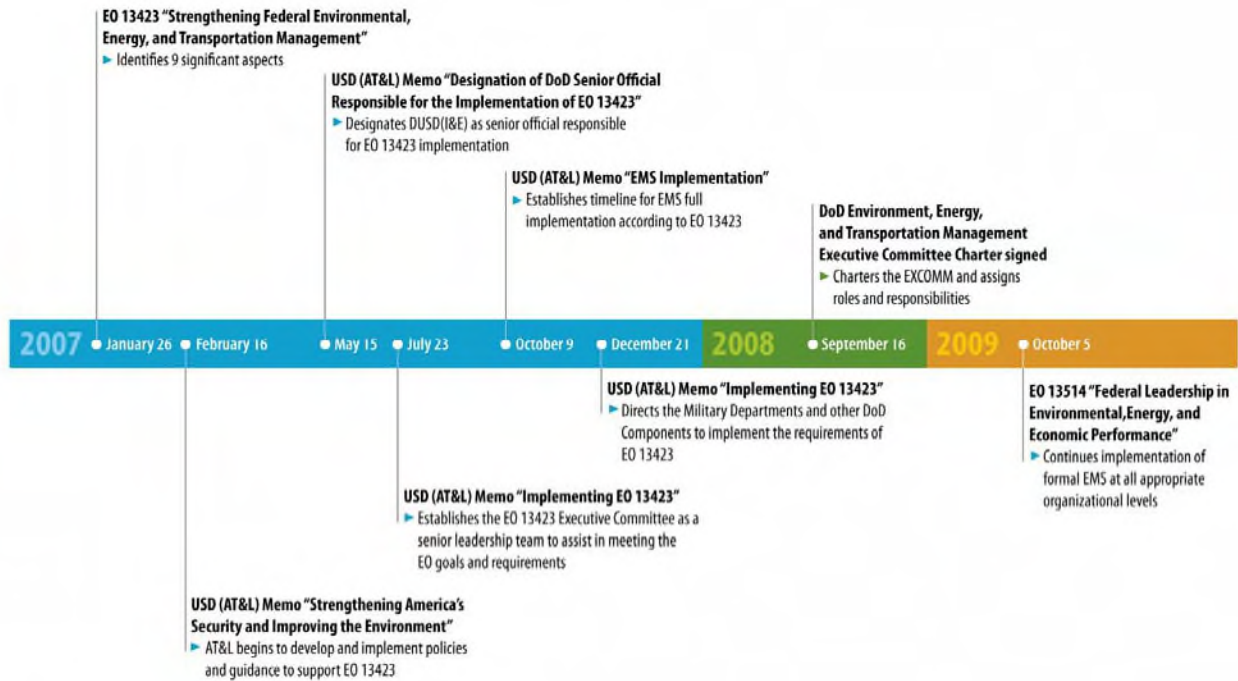 EO 13423 “Strengthening Federal Environmental,
Energy, and Transportation Management”
Identifies 9 significant aspects
USD (AT&L) Memo “Designation of DoD Senior Official
Responsible for the Implementation of EO 13423”
Designates DUSD(I&E) as senior official responsible
for EO 13423 implementation
USD (AT&L) Memo “EMS Implementation”
Establishes timeline for EMS full
implementation according to EO 13423
DoD Environment, Energy,
and Transportation Management
Executive Committee Charter signed
Charters the EXCOMM and assigns
roles and responsibilities
2007 January 26 February 16 May 15 July 23 October 9 December 21 2008 September 16 2009 October 5
USD (AT&L) Memo “Implementing EO 13423”
Directs the Military Departments and other DoD
Components to implement the requirements of
EO 13423
EO 13514 “Federal Leadership in
Environmental,Energy, and
Economic Performance”
Continues implementation of
formal EMS at all appropriate
organizational levels
USD (AT&L) Memo “Implementing EO 13423”
Establishes the EO 13423 Executive Committee as a
senior leadership team to assist in meeting the
EO goals and requirements
USD (AT&L) Memo “Strengthening America’s
Security and Improving the Environment”
AT&L begins to develop and implement policies
and guidance to support EO 13423